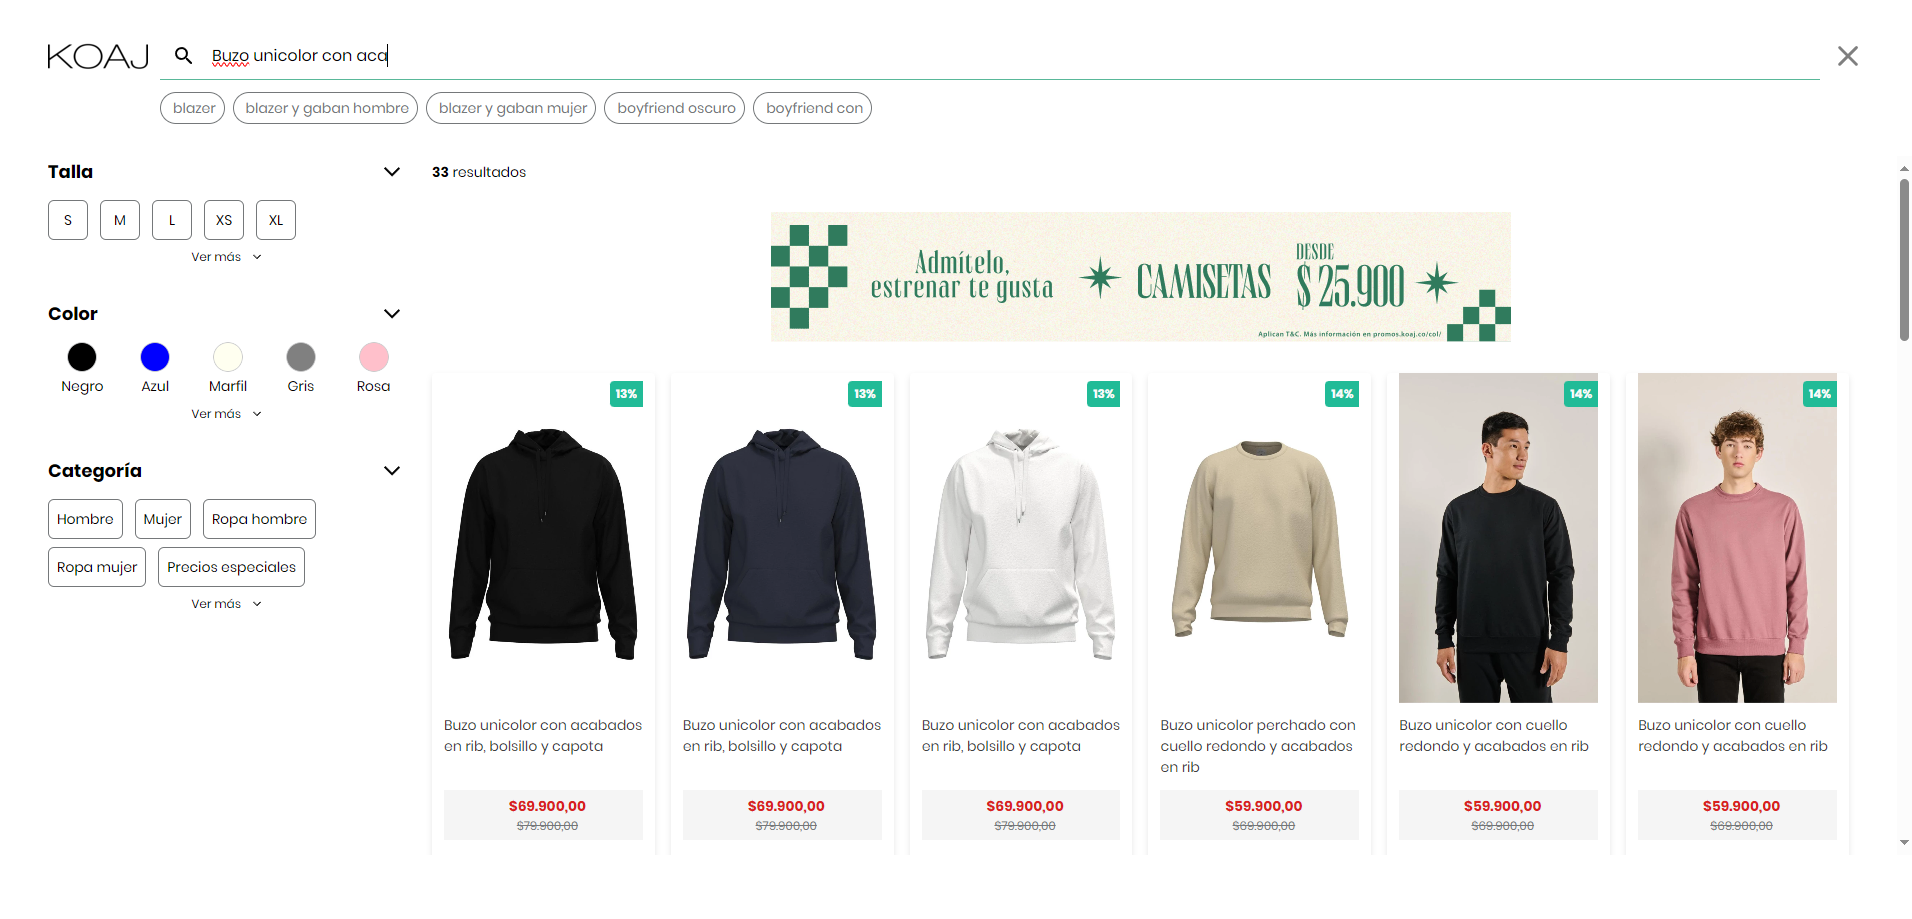 KOAJ
Buzo unicolor con aca
blazer
blazer y gaban hombre
blazer y gaban mujer
boyfriend oscuro
boyfriend con
Talla
S
M
L
XS
XL
Ver más
Color
Negro
Azul
Marfil
Gris
Rosa
Ver más
Categoría
Hombre
Mujer
Ropa hombre
Ropa mujer
Precios especiales
Ver más
33 resultados
Admítelo,
estrenar te gusta
CAMISETAS
DESDE
$ 25.900
Aplican T&C. Más información en promos.koaj.co/col/
13%
Buzo unicolor con acabados
en rib, bolsillo y capota
$69.900,00
$79.900,00
13%
Buzo unicolor con acabados
en rib, bolsillo y capota
$69.900,00
$79.900,00
13%
Buzo unicolor con acabados
en rib, bolsillo y capota
$69.900,00
$79.900,00
14%
Buzo unicolor perchado con
cuello redondo y acabados
en rib
$59.900,00
$69.900,00
14%
Buzo unicolor con cuello
redondo y acabados en rib
$59.900,00
$69.900,00
14%
Buzo unicolor con cuello
redondo y acabados en rib
$59.900,00
$69.900,00